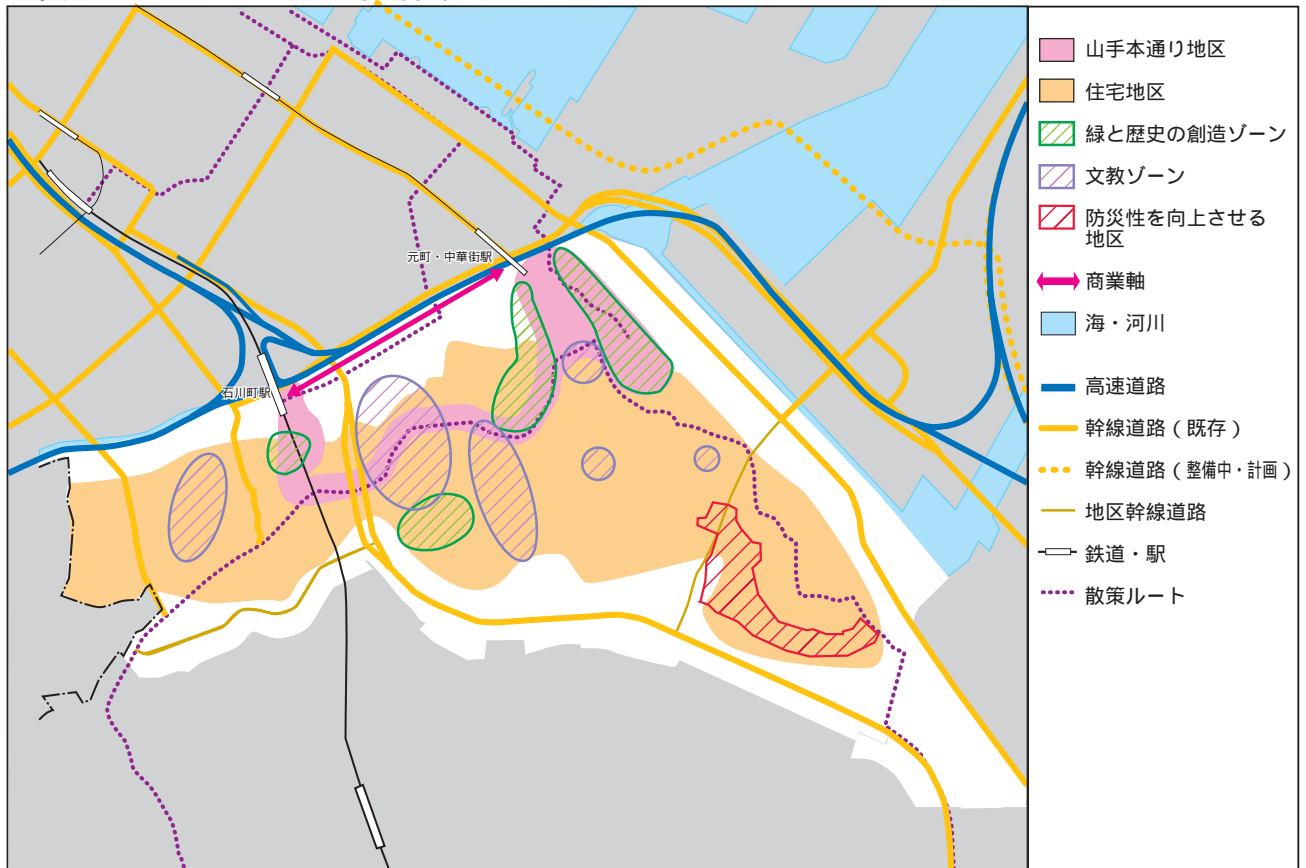 山手本通り地区
住宅地区
緑と歴史の創造ゾーン
文教ゾーン
防災性を向上させる
地区
商業軸
海・河川
高速道路
幹線道路（既存）
幹線道路（整備中・計画）
地区幹線道路
鉄道・駅
散策ルート
元町・中華街駅
石川町駅